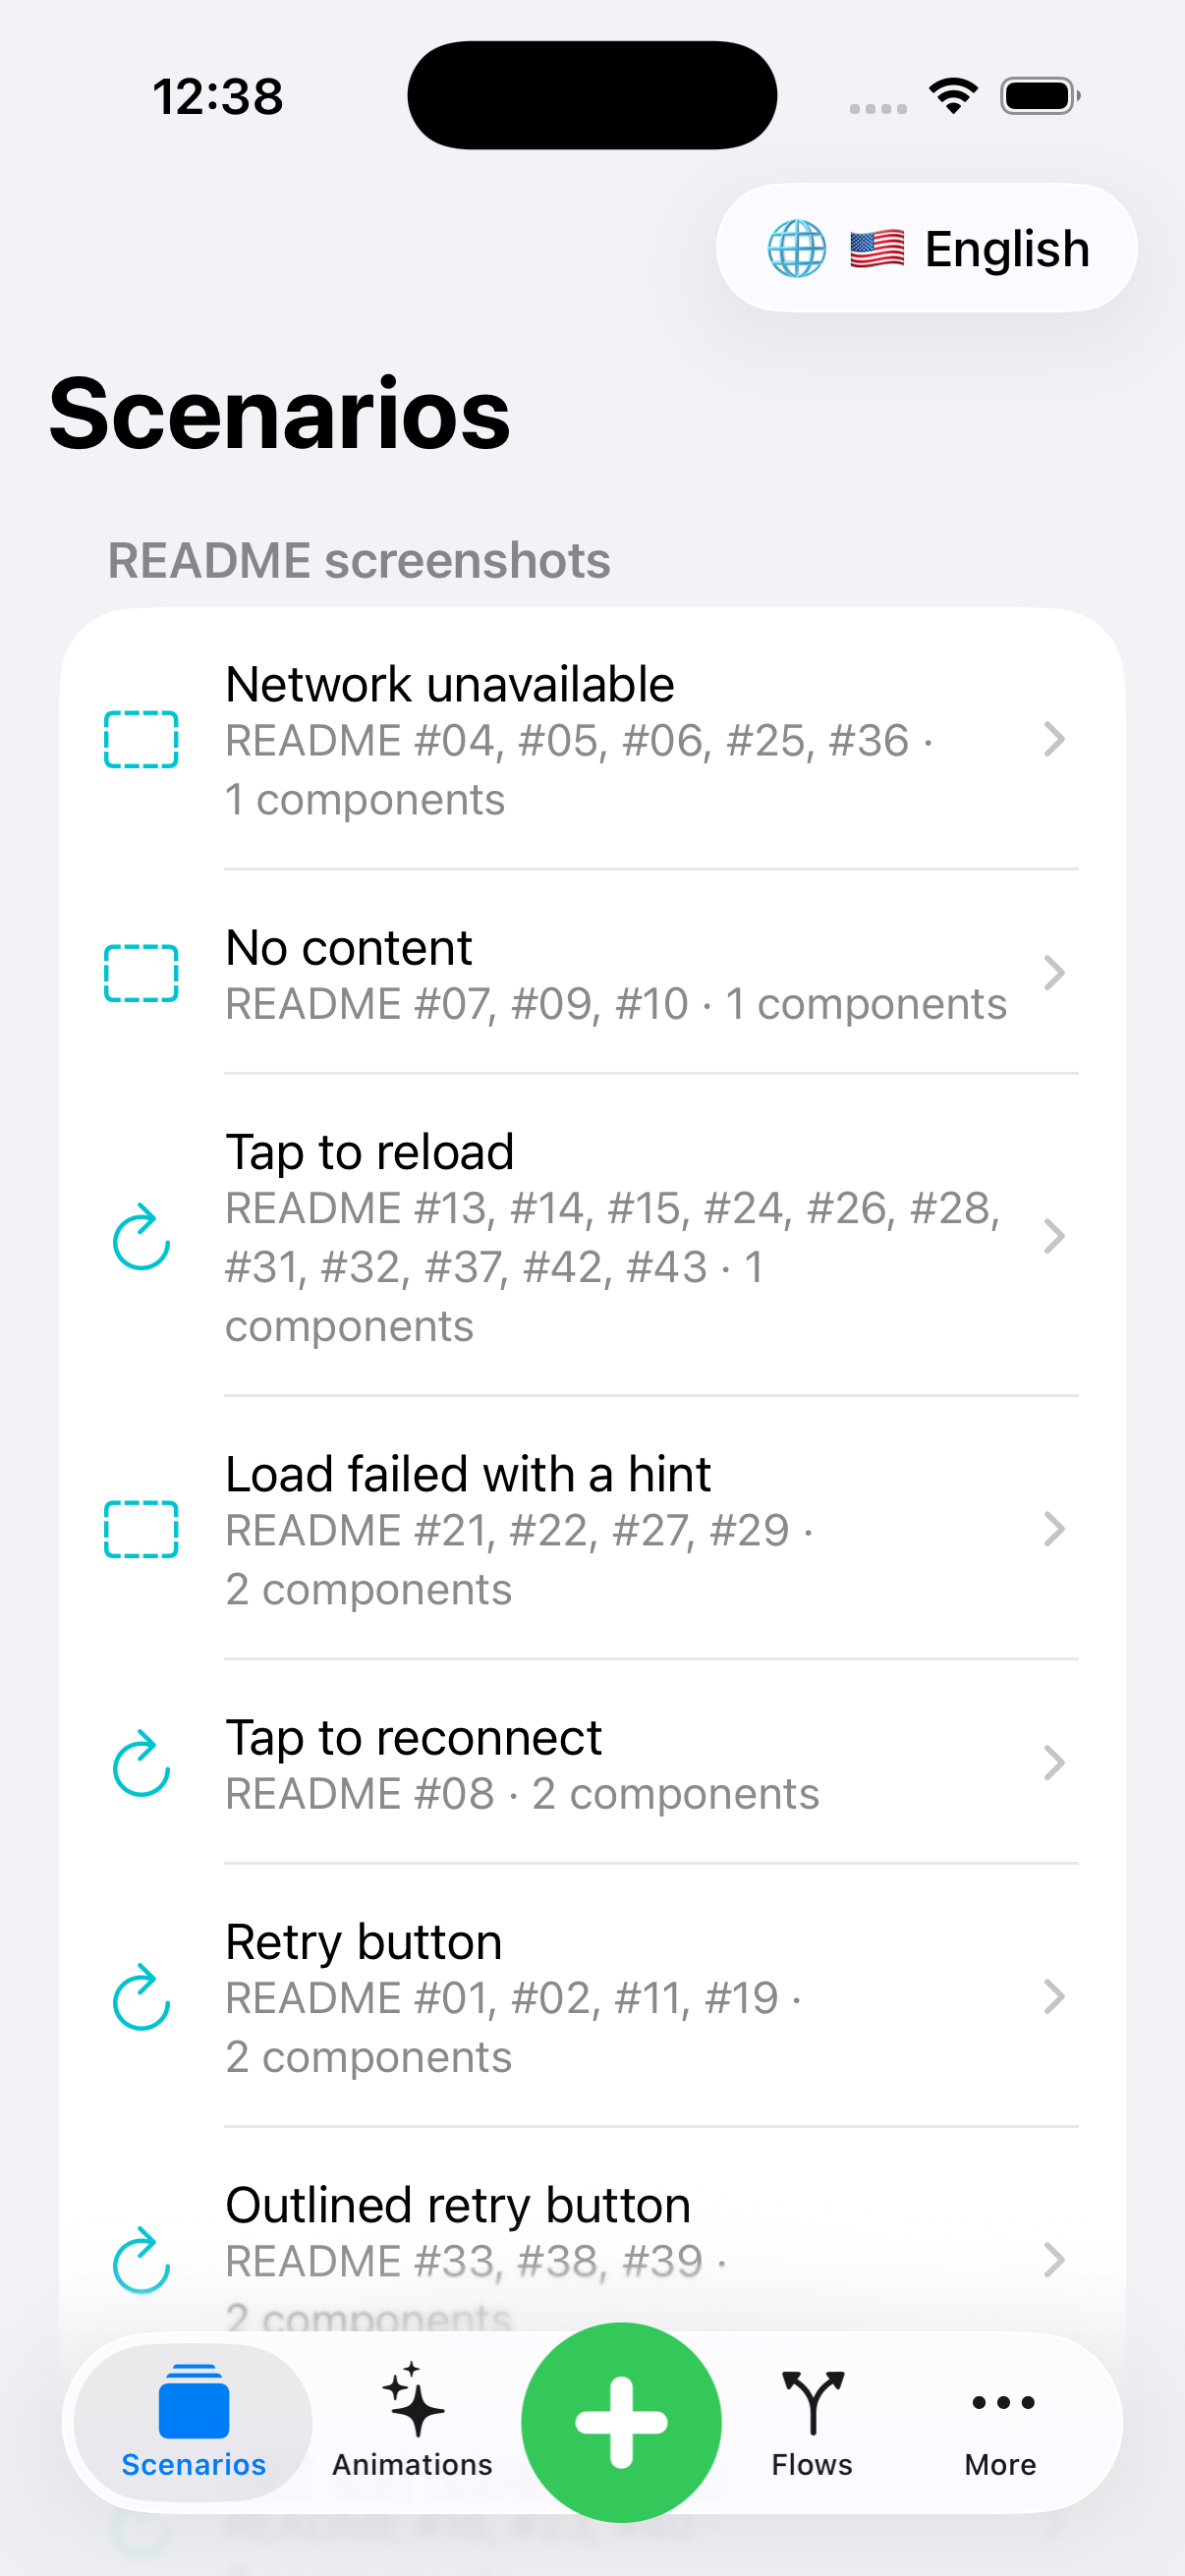 12:38
🌐 🇺🇸 English
Scenarios
README screenshots
Network unavailable
README #04, #05, #06, #25, #36 ·
1 components
No content
README #07, #09, #10 · 1 components
Tap to reload
README #13, #14, #15, #24, #26, #28,
#31, #32, #37, #42, #43 · 1
components
Load failed with a hint
README #21, #22, #27, #29 ·
2 components
Tap to reconnect
README #08 · 2 components
Retry button
README #01, #02, #11, #19 ·
2 components
Outlined retry button
README #33, #38, #39 ·
2 components
Scenarios
Animations
Flows
More